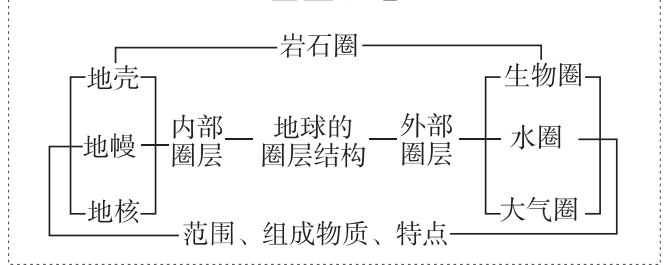 岩石圈
地壳
生物圈
内部
圈层
地球的
圈层结构
外部
圈层
地幔
水圈
地核
大气圈
范围、组成物质、特点